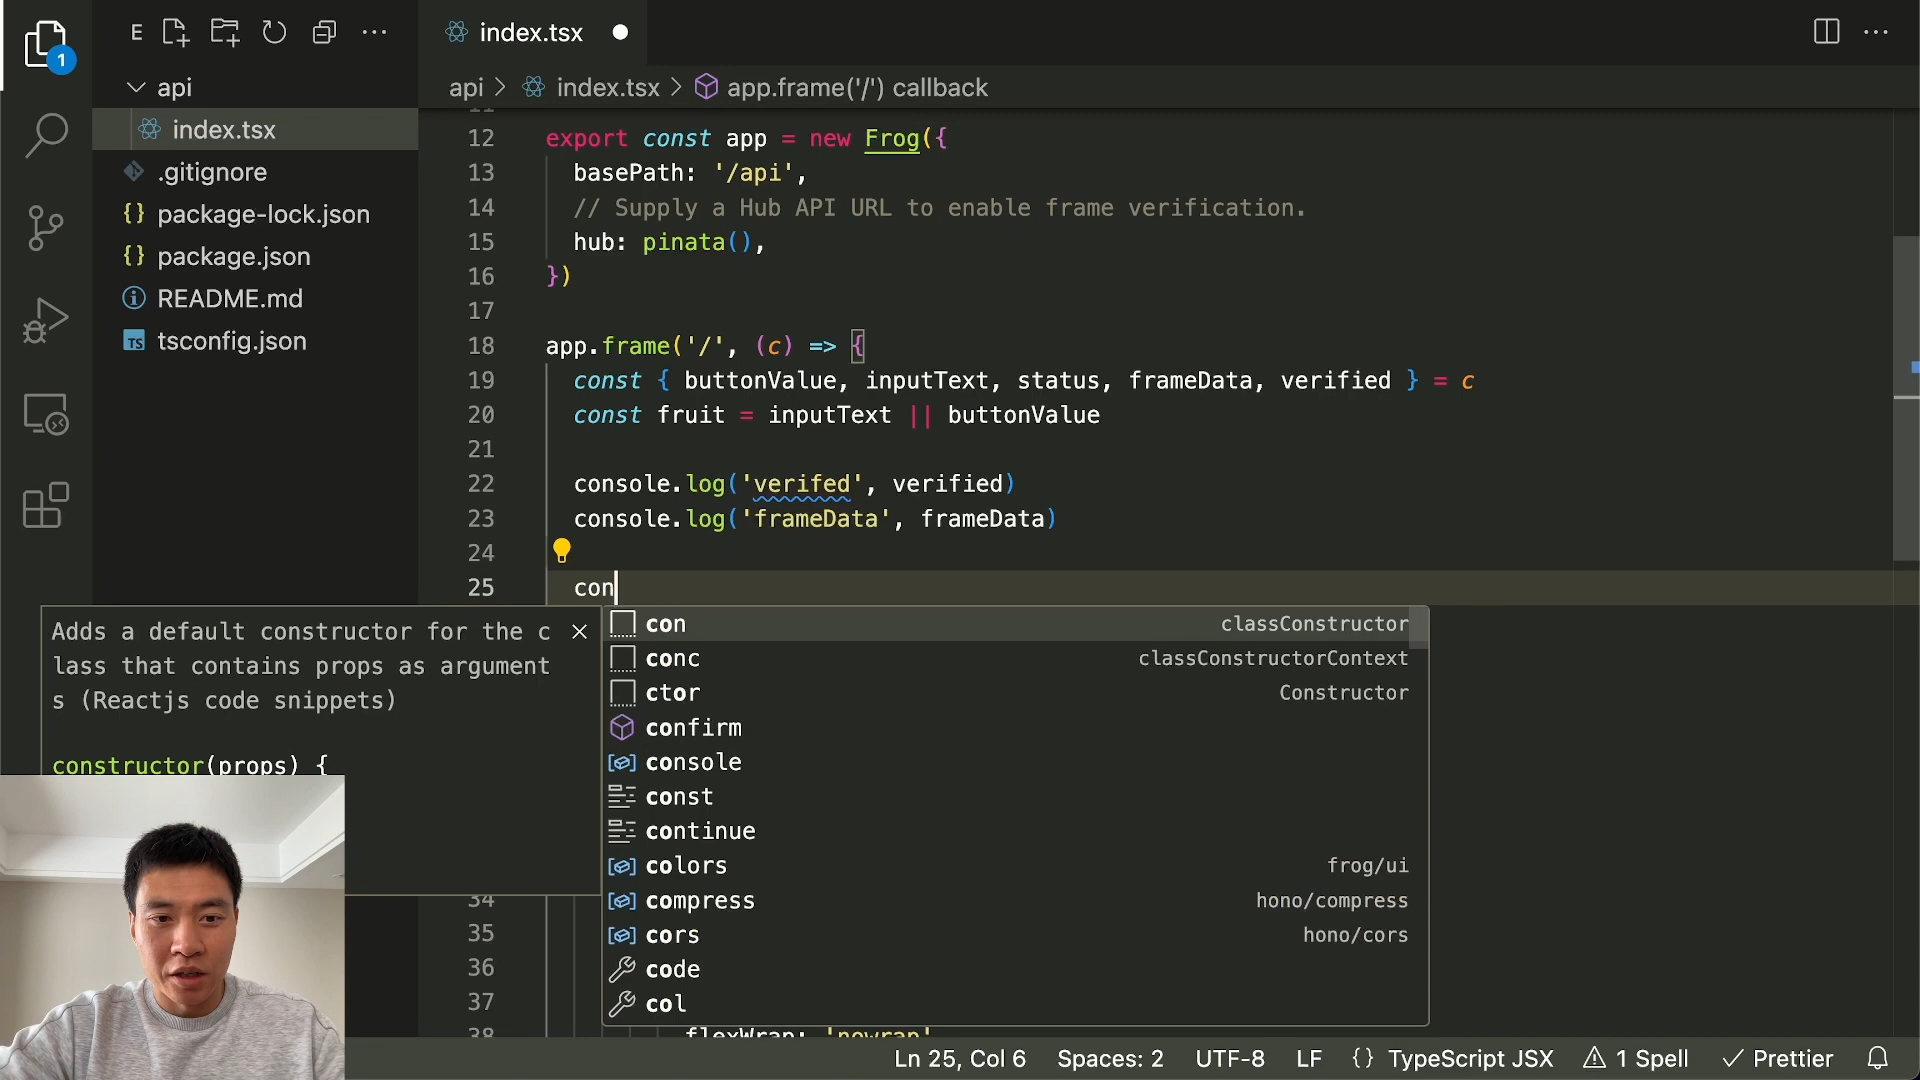 E
index.tsx
1
api
index.tsx
.gitignore
package-lock.json
package.json
README.md
TS tsconfig.json
api > index.tsx > app.frame('/') callback
12 export const app = new Frog({
13 basePath: '/api',
14 // Supply a Hub API URL to enable frame verification.
15 hub: pinata(),
16 })
17
18 app.frame('/', (c) => {
19 const { buttonValue, inputText, status, frameData, verified } = c
20 const fruit = inputText || buttonValue
21
22 console.log('verifed', verified)
23 console.log('frameData', frameData)
24
25 con
Adds a default constructor for the c
lass that contains props as argument
s (Reactjs code snippets)
constructor(props) {
con classConstructor
conc classConstructorContext
ctor Constructor
confirm
console
const
continue
colors frog/ui
compress hono/compress
cors hono/cors
code
col
34
35
36
37
38 flexWrap: 'nowrap'
Ln 25, Col 6 Spaces: 2 UTF-8 LF {} TypeScript JSX 1 Spell Prettier